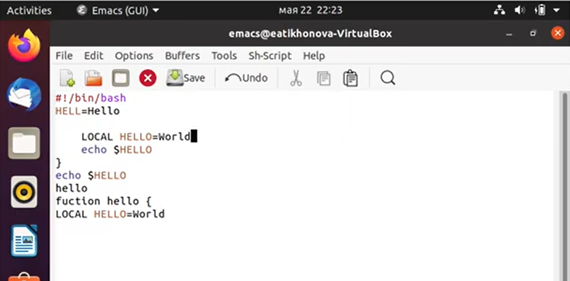 Activities Emacs (GUI) мая 22 22:23
emacs@eatikhonova-VirtualBox
File Edit Options Buffers Tools Sh-Script Help
Save Undo
#!/bin/bash
HELL=Hello
    LOCAL HELLO=World
    echo $HELLO
}
echo $HELLO
hello
fuction hello {
LOCAL HELLO=World